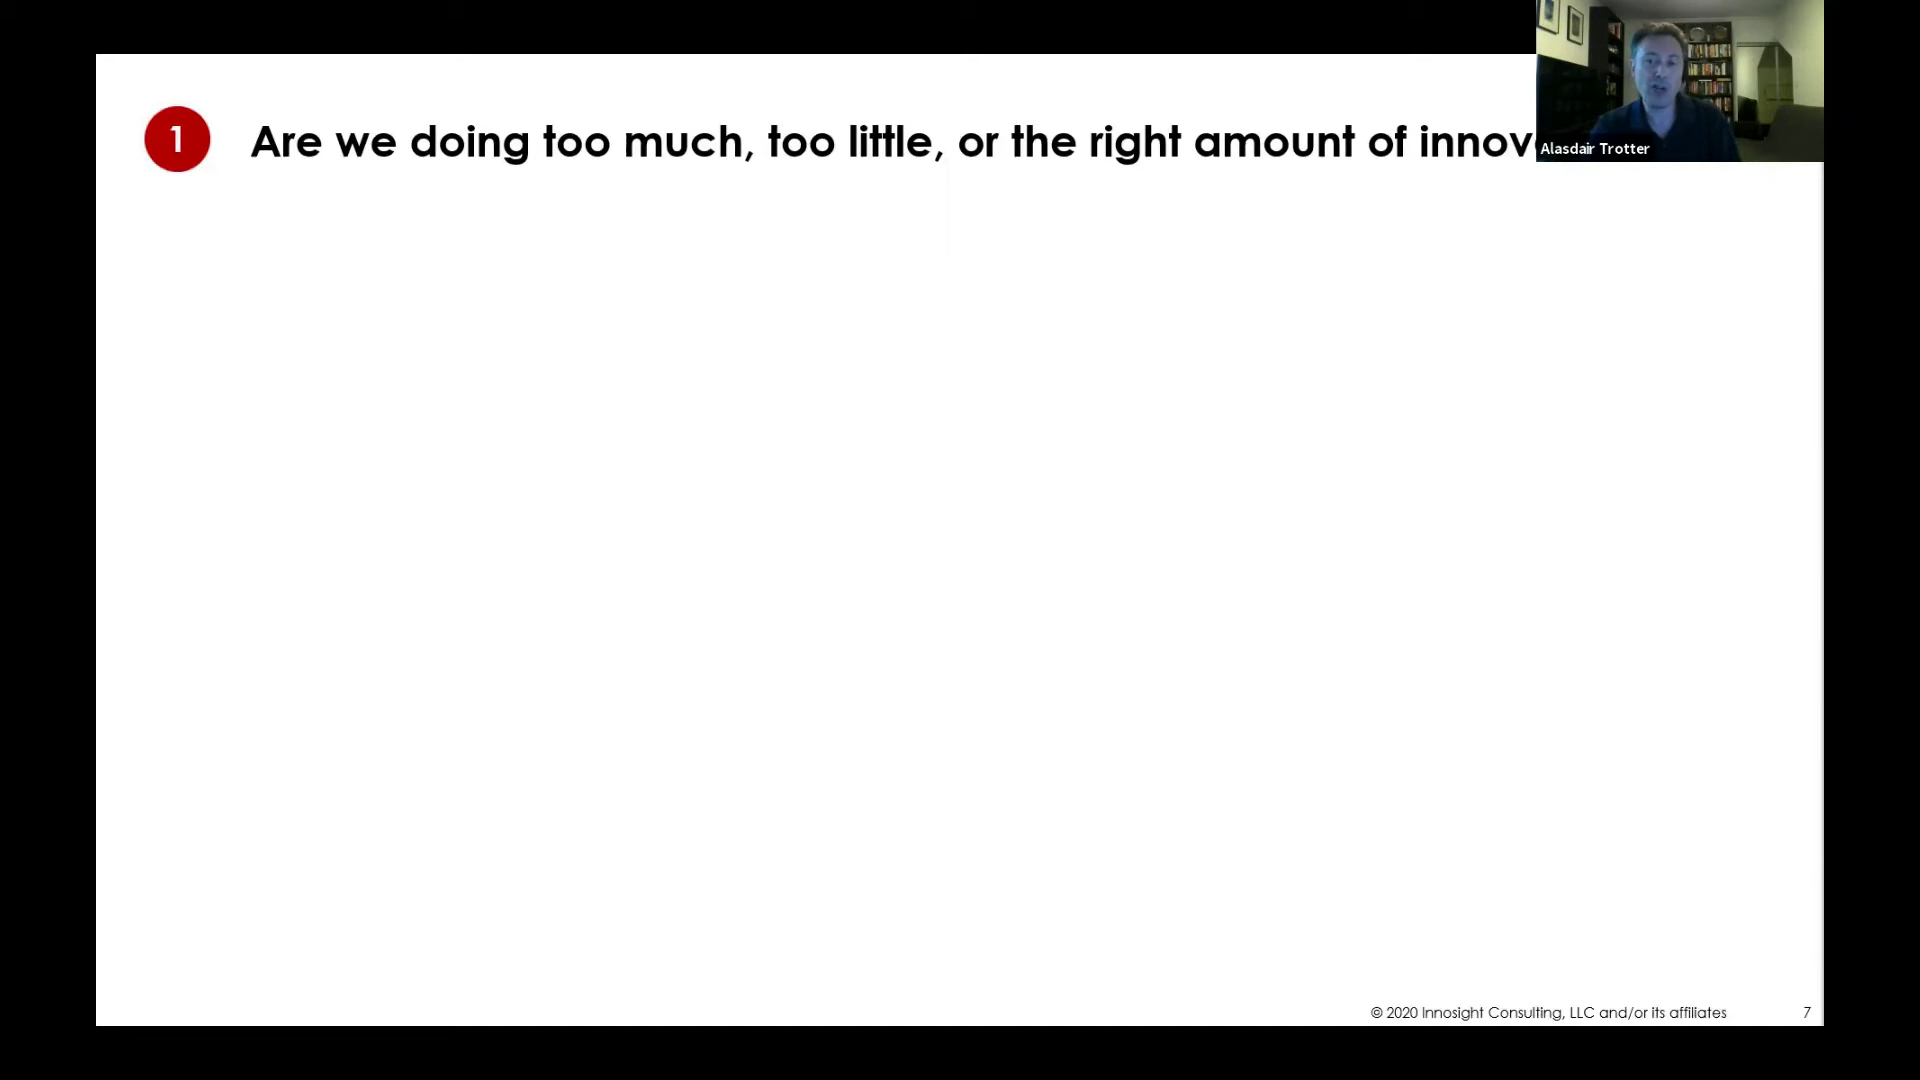 1 Are we doing too much, too little, or the right amount of
Alasdair Trotter
© 2020 Innosight Consulting, LLC and/or its affiliates 7